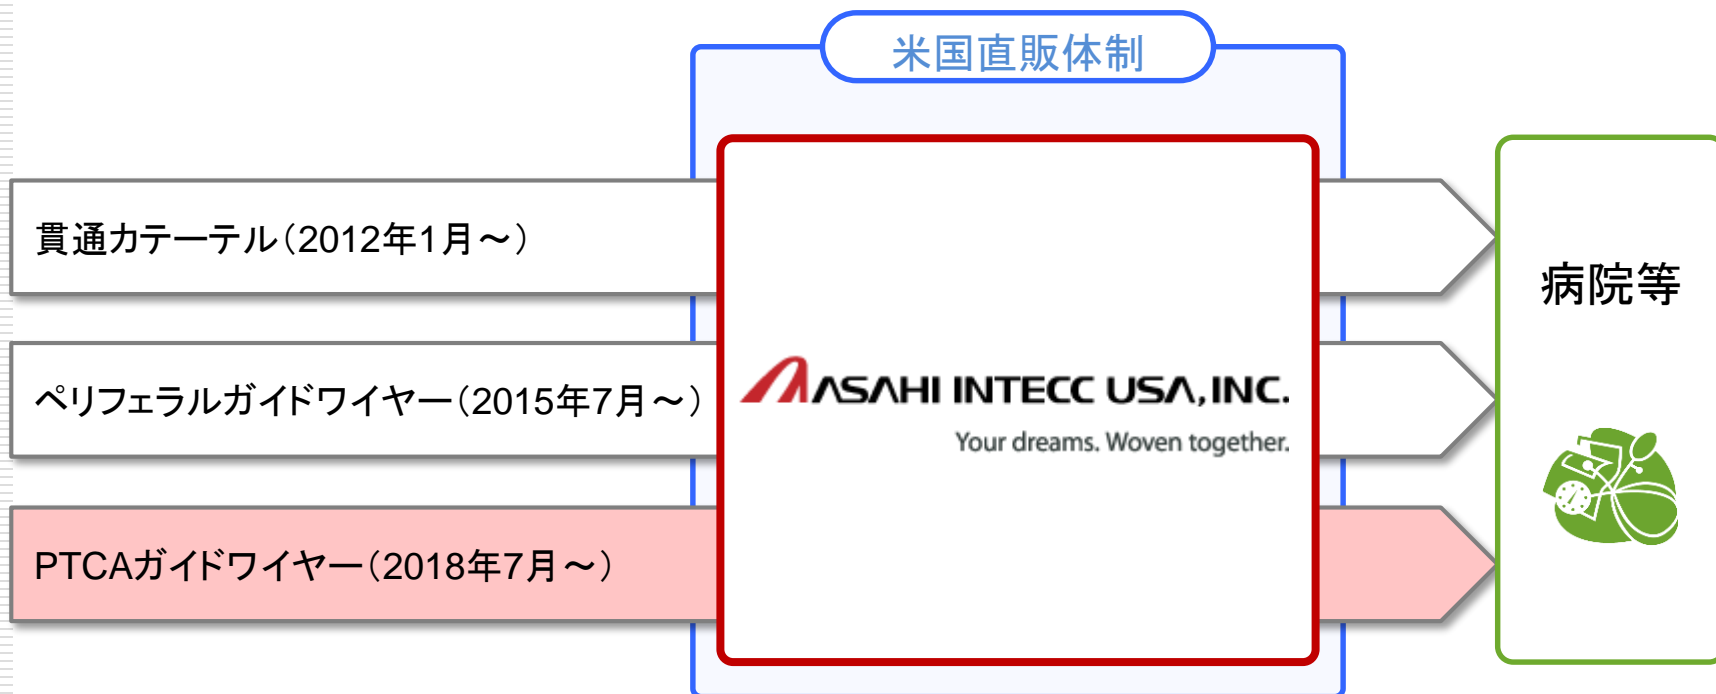 米国直販体制
貫通カテーテル（2012年1月～）
ペリフェラルガイドワイヤー（2015年7月～）
PTCAガイドワイヤー（2018年7月～）
ASAHI INTECC USA, INC.
Your dreams. Woven together.
病院等